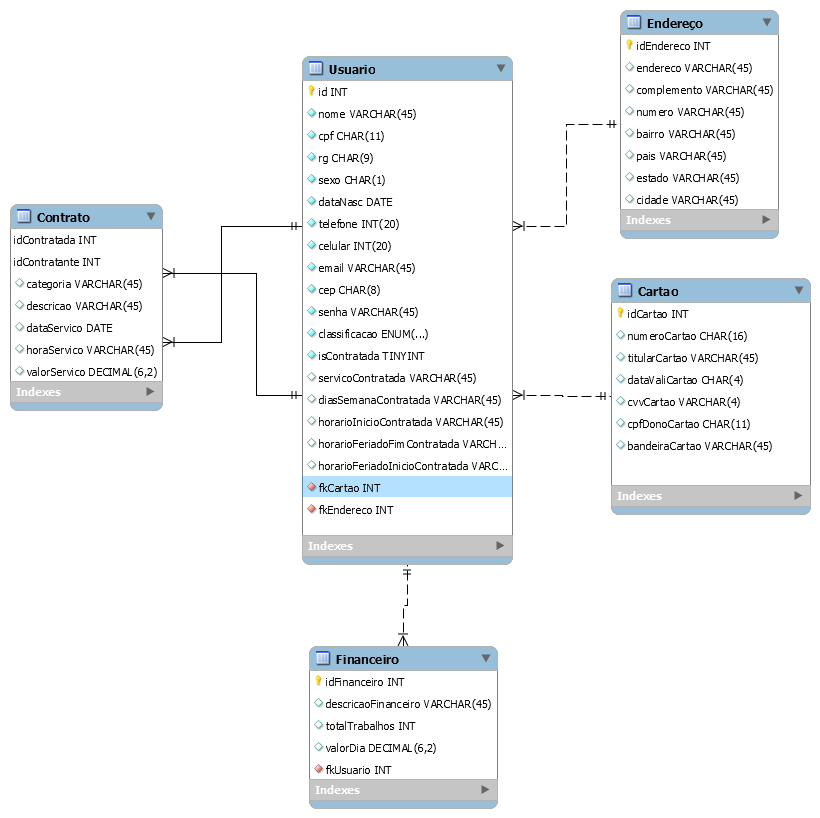 Endereço
idEndereco INT
endereco VARCHAR(45)
complemento VARCHAR(45)
numero VARCHAR(45)
bairro VARCHAR(45)
pais VARCHAR(45)
estado VARCHAR(45)
cidade VARCHAR(45)
Indexes
Usuario
id INT
nome VARCHAR(45)
cpf CHAR(11)
rg CHAR(9)
sexo CHAR(1)
dataNasc DATE
telefone INT(20)
celular INT(20)
email VARCHAR(45)
cep CHAR(8)
senha VARCHAR(45)
classificacao ENUM(...)
isContratada TINYINT
servicoContratada VARCHAR(45)
diasSemanaContratada VARCHAR(45)
horarioInicioContratada VARCHAR(45)
horarioFeriadoFimContratada VARCH...
horarioFeriadoInicioContratada VARC...
fkCartao INT
fkEndereco INT
Indexes
Contrato
idContratada INT
idContratante INT
categoria VARCHAR(45)
descricao VARCHAR(45)
dataServico DATE
horaServico VARCHAR(45)
valorServico DECIMAL(6,2)
Indexes
Cartao
idCartao INT
numeroCartao CHAR(16)
titularCartao VARCHAR(45)
dataValiCartao CHAR(4)
cvvCartao VARCHAR(4)
cpfDonoCartao CHAR(11)
bandeiraCartao VARCHAR(45)
Indexes
Financeiro
idFinanceiro INT
descricaoFinanceiro VARCHAR(45)
totalTrabalhos INT
valorDia DECIMAL(6,2)
fkUsuario INT
Indexes